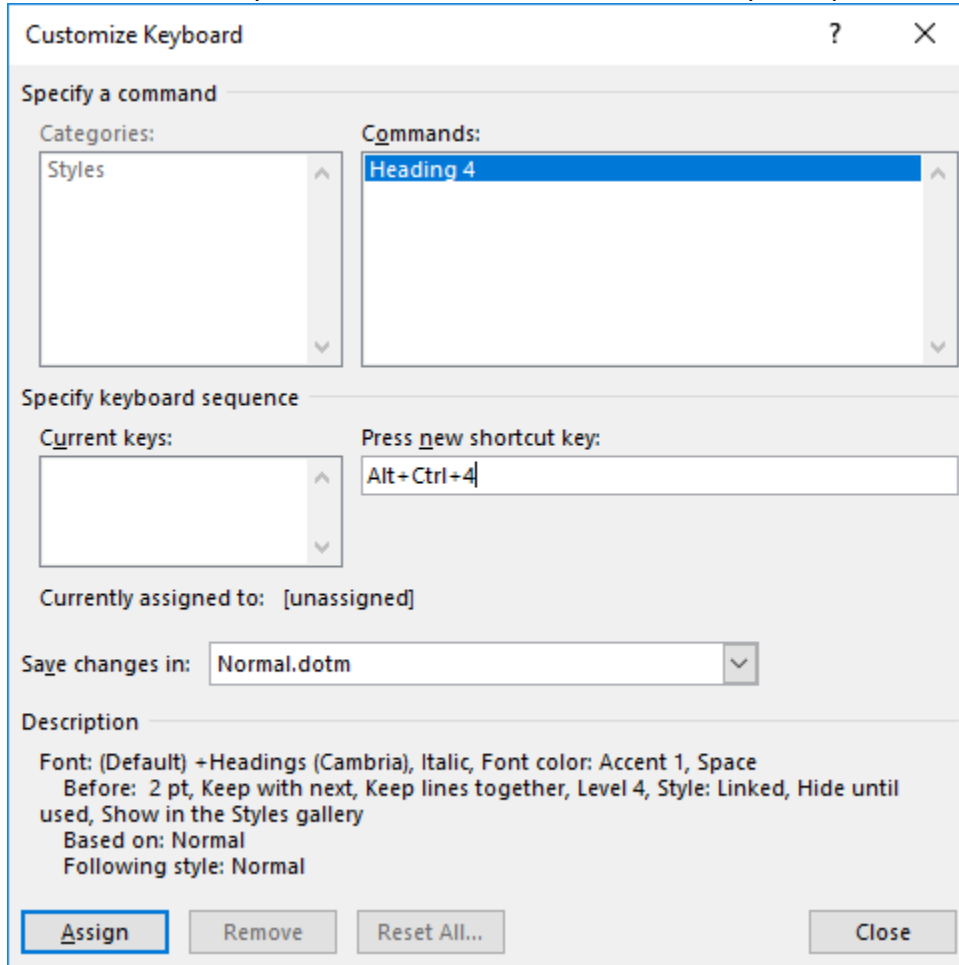 Customize Keyboard ?
Specify a command
Categories: Commands:
Styles Heading 4
Specify keyboard sequence
Current keys: Press new shortcut key:
Alt+Ctrl+4
Currently assigned to: [unassigned]
Save changes in: Normal.dotm
Description
Font: (Default) +Headings (Cambria), Italic, Font color: Accent 1, Space
Before: 2 pt, Keep with next, Keep lines together, Level 4, Style: Linked, Hide until
used, Show in the Styles gallery
Based on: Normal
Following style: Normal
Assign Remove Reset All... Close